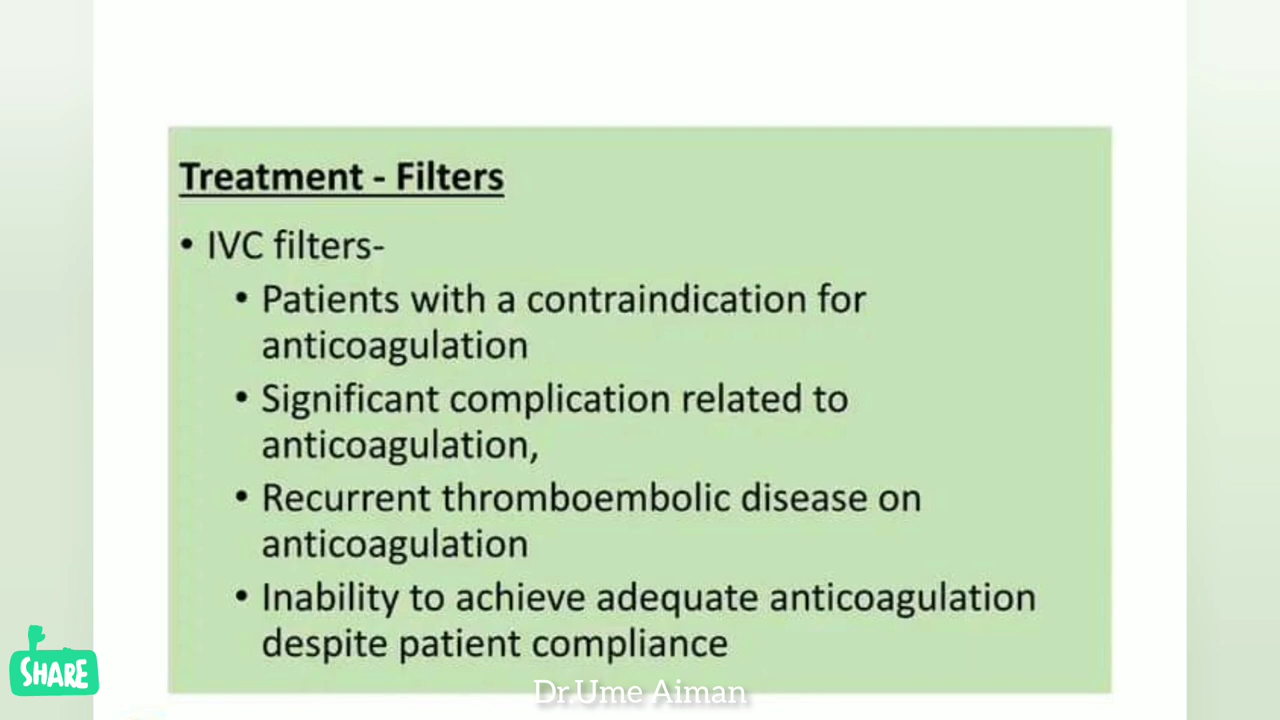 Treatment - Filters
• IVC filters-
• Patients with a contraindication for
anticoagulation
• Significant complication related to
anticoagulation,
• Recurrent thromboembolic disease on
anticoagulation
• Inability to achieve adequate anticoagulation
despite patient compliance
SHARE
Dr.Ume Aiman